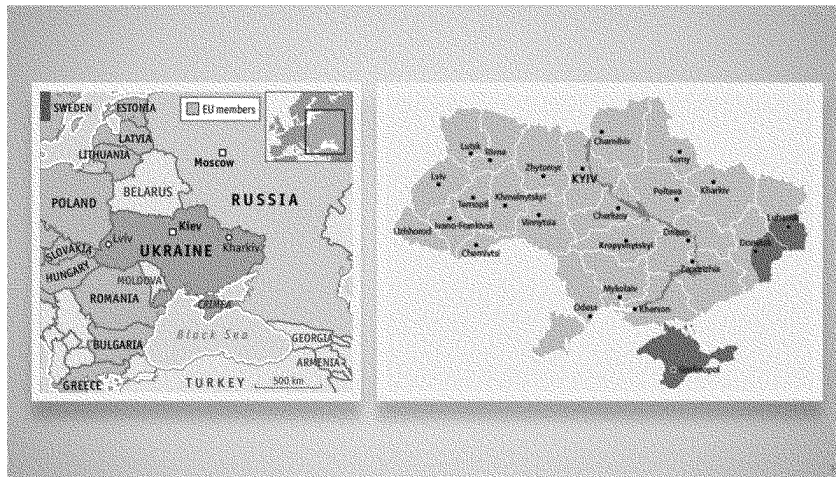 SWEDEN
ESTONIA
EU members
LATVIA
LITHUANIA
Moscow
BELARUS
POLAND
RUSSIA
Kiev
Lviv
UKRAINE
Kharkiv
SLOVAKIA
HUNGARY
MOLDOVA
ROMANIA
CRIMEA
Black Sea
BULGARIA
GEORGIA
ARMENIA
GREECE
TURKEY
500 km
Chernihiv
Lutsk
Rivne
Sumy
Zhytomyr
KYIV
Lviv
Poltava
Kharkiv
Ternopil
Khmelnytskyi
Cherkasy
Luhansk
Uzhhorod
Ivano-Frankivsk
Vinnytsia
Dnipro
Donetsk
Kropyvnytskyi
Chernivtsi
Zaporizhia
Mykolaiv
Odesa
Kherson
Sevastopol